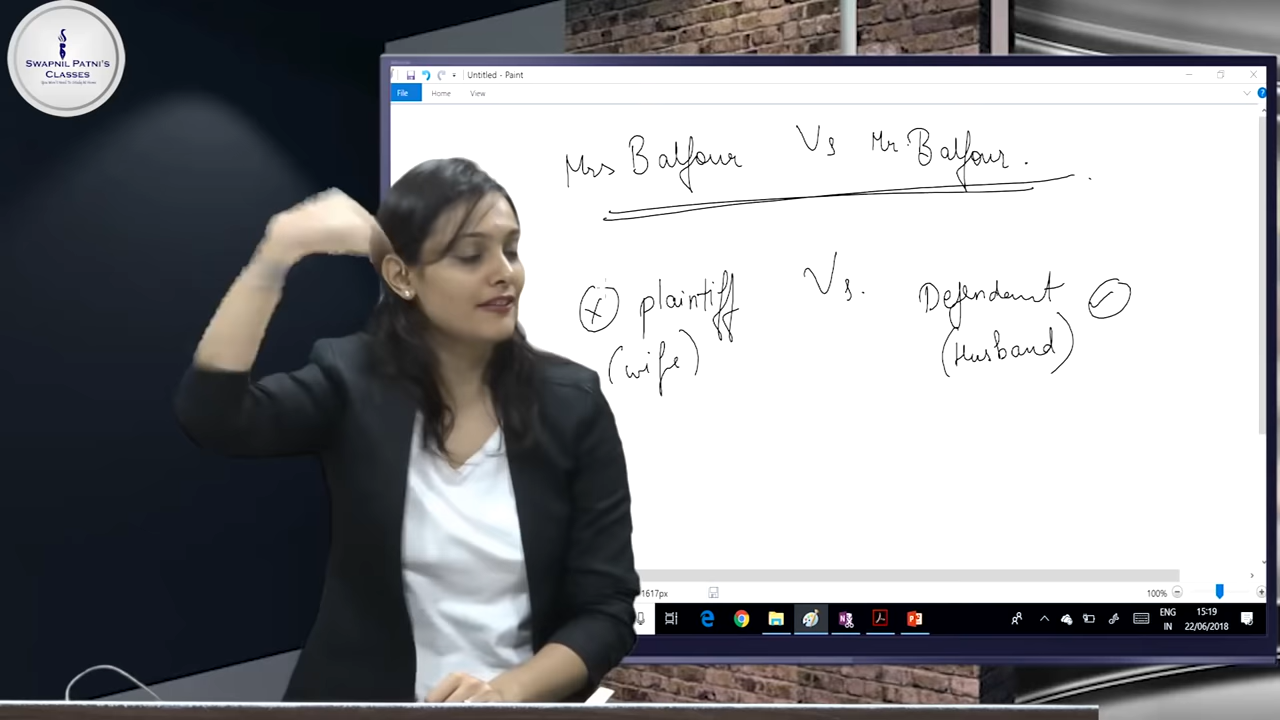 SWAPNIL PATNI'S
CLASSES
Untitled - Paint
File Home View
Mrs Balfour Vs Mr. Balfour.
x plaintiff Vs. Defendant ✓
(wife) (Husband)
1617px 100%
ENG 15:19
IN 22/06/2018